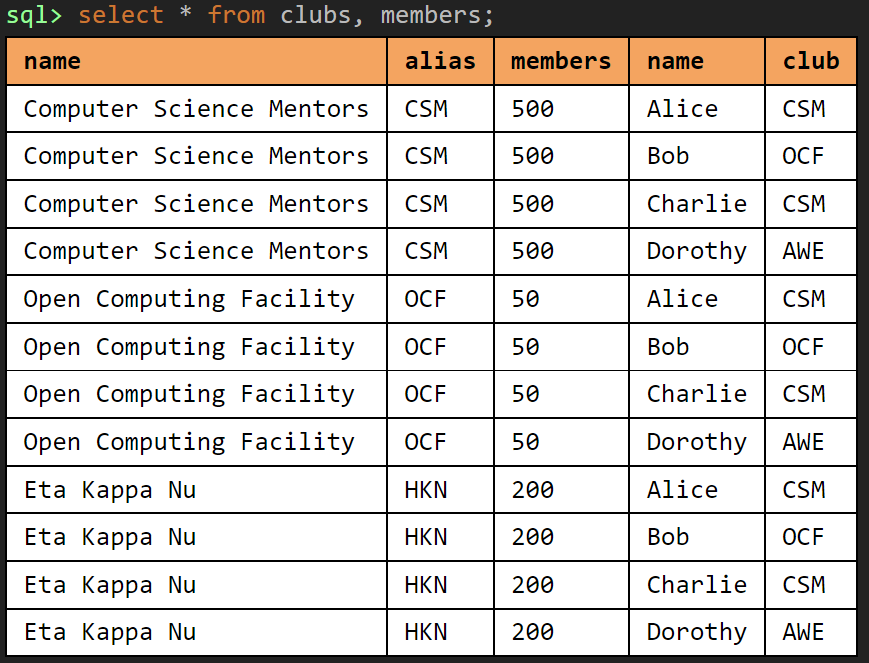 sql> select * from clubs, members;
name alias members name club
Computer Science Mentors CSM 500 Alice CSM
Computer Science Mentors CSM 500 Bob OCF
Computer Science Mentors CSM 500 Charlie CSM
Computer Science Mentors CSM 500 Dorothy AWE
Open Computing Facility OCF 50 Alice CSM
Open Computing Facility OCF 50 Bob OCF
Open Computing Facility OCF 50 Charlie CSM
Open Computing Facility OCF 50 Dorothy AWE
Eta Kappa Nu HKN 200 Alice CSM
Eta Kappa Nu HKN 200 Bob OCF
Eta Kappa Nu HKN 200 Charlie CSM
Eta Kappa Nu HKN 200 Dorothy AWE